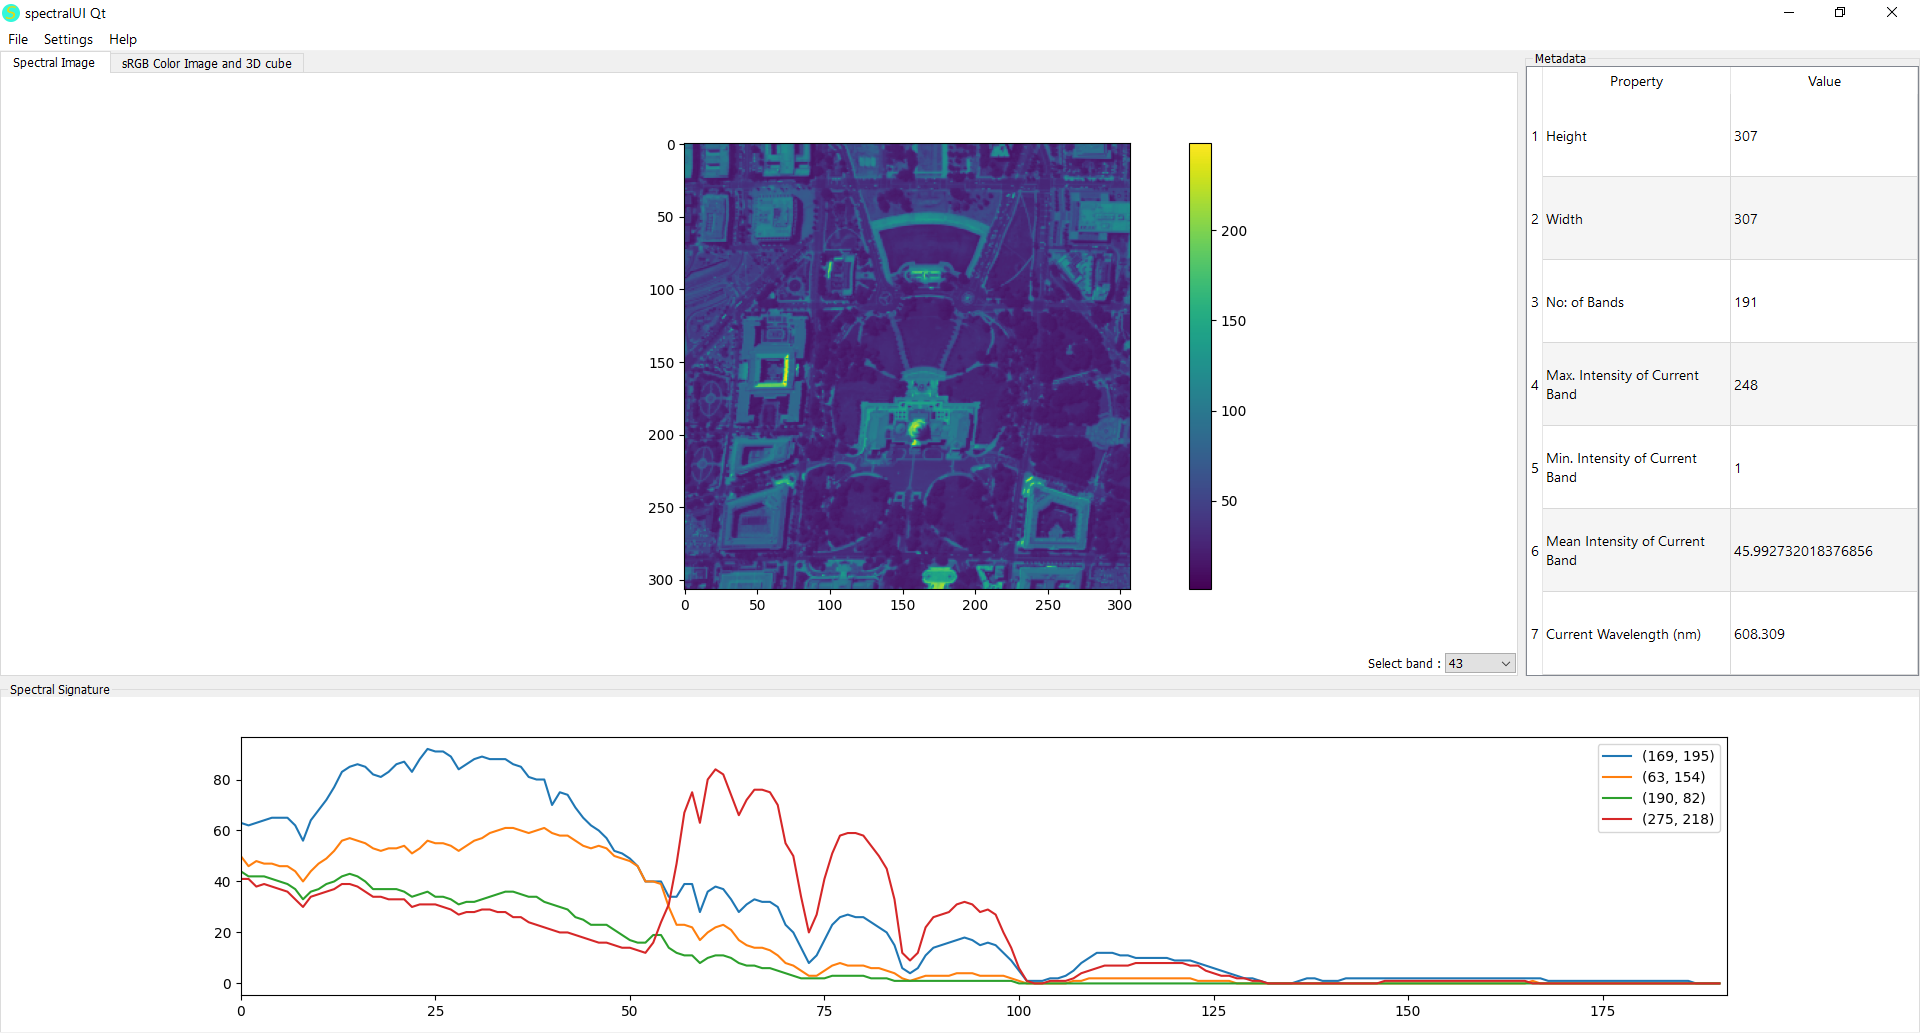 spectralUI Qt
File Settings Help
Spectral Image sRGB Color Image and 3D cube
Metadata
Property Value
1 Height 307
2 Width 307
3 No: of Bands 191
4 Max. Intensity of Current Band 248
5 Min. Intensity of Current Band 1
6 Mean Intensity of Current Band 45.992732018376856
7 Current Wavelength (nm) 608.309
0
50
100
150
200
250
300
0 50 100 150 200 250 300
200
150
100
50
Select band : 43
Spectral Signature
80
60
40
20
0
0 25 50 75 100 125 150 175
(169, 195)
(63, 154)
(190, 82)
(275, 218)